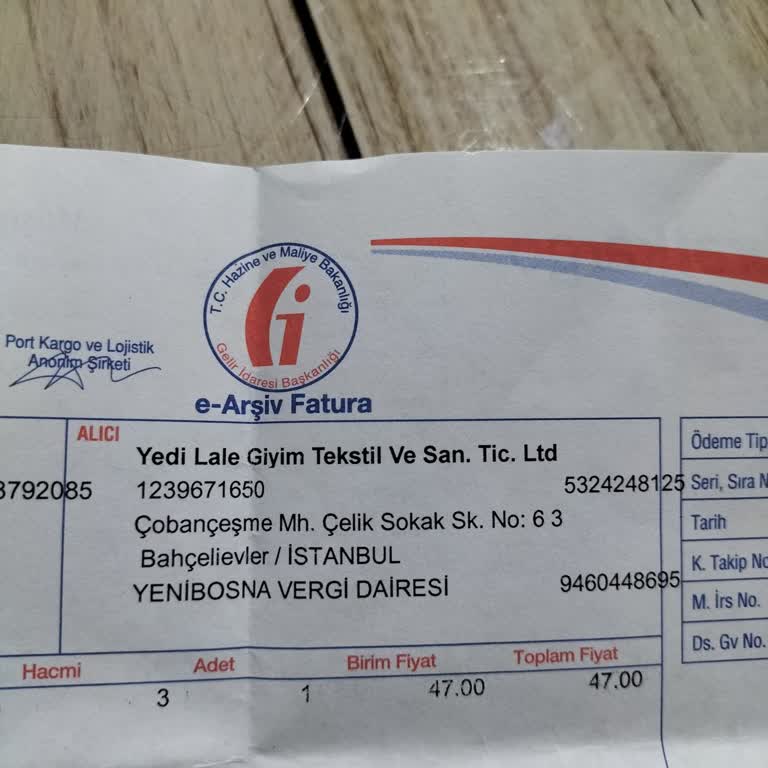 T.C. Hazine ve Maliye Bakanlığı
Gelir İdaresi Başkanlığı
Port Kargo ve Lojistik
Anonim Şirketi
e-Arşiv Fatura
ALICI
Yedi Lale Giyim Tekstil Ve San. Tic. Ltd
3792085 1239671650 5324248125
Çobançeşme Mh. Çelik Sokak Sk. No: 6 3
Bahçelievler / İSTANBUL
YENİBOSNA VERGİ DAİRESİ 9460448695
Ödeme Tip
Seri, Sıra N
Tarih
K. Takip No
M. İrs No.
Ds. Gv No.
Hacmi Adet Birim Fiyat Toplam Fiyat
3 1 47.00 47.00